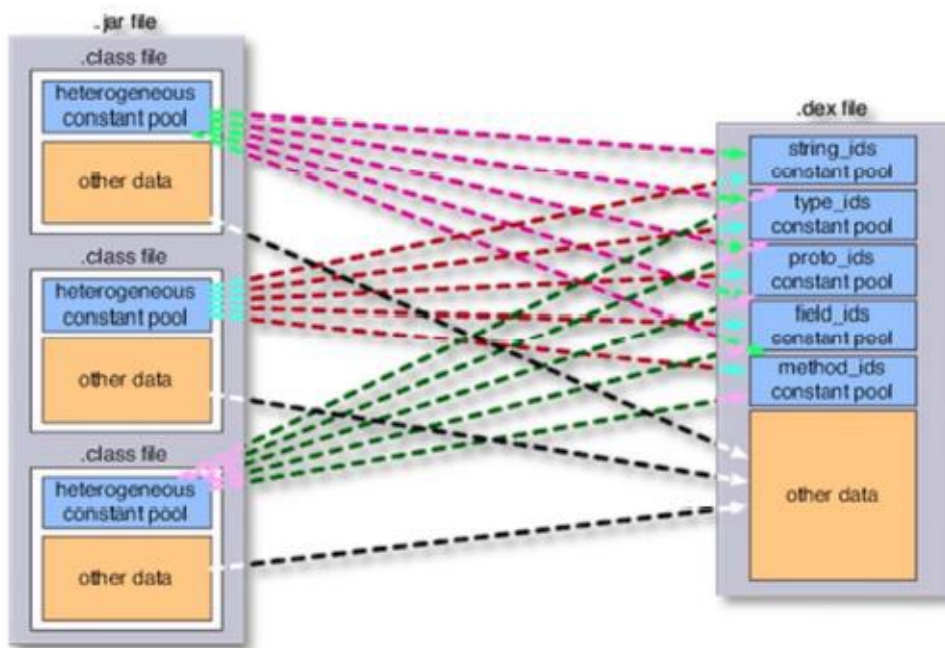 .jar file
.class file
heterogeneous
constant pool
other data
.class file
heterogeneous
constant pool
other data
.class file
heterogeneous
constant pool
other data
.dex file
string_ids
constant pool
type_ids
constant pool
proto_ids
constant pool
field_ids
constant pool
method_ids
constant pool
other data